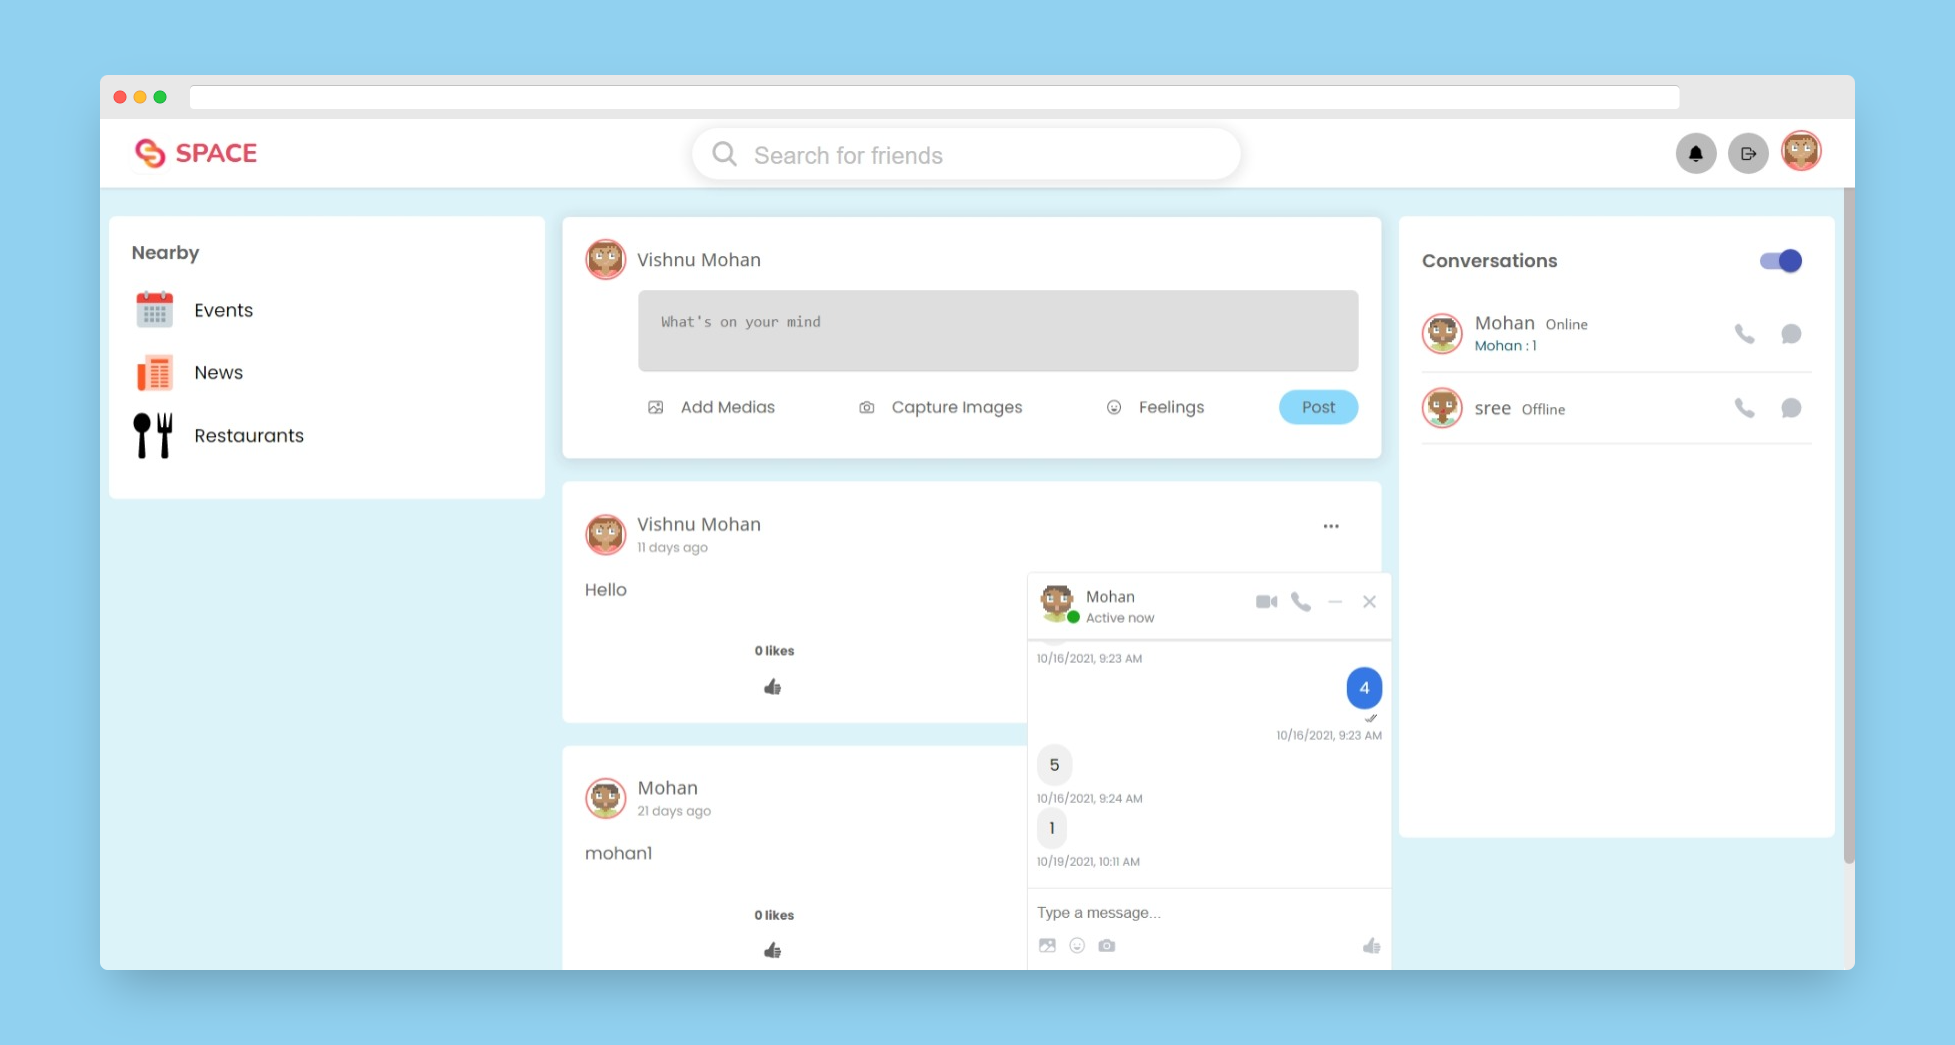 SPACE
Search for friends
Nearby
Events
News
Restaurants
Vishnu Mohan
What's on your mind
Add Medias
Capture Images
Feelings
Post
Vishnu Mohan
11 days ago
Hello
0 likes
Mohan
21 days ago
mohan1
0 likes
Mohan
Active now
10/16/2021, 9:23 AM
4
10/16/2021, 9:23 AM
5
10/16/2021, 9:24 AM
1
10/19/2021, 10:11 AM
Type a message...
Conversations
Mohan Online
Mohan : 1
sree Offline